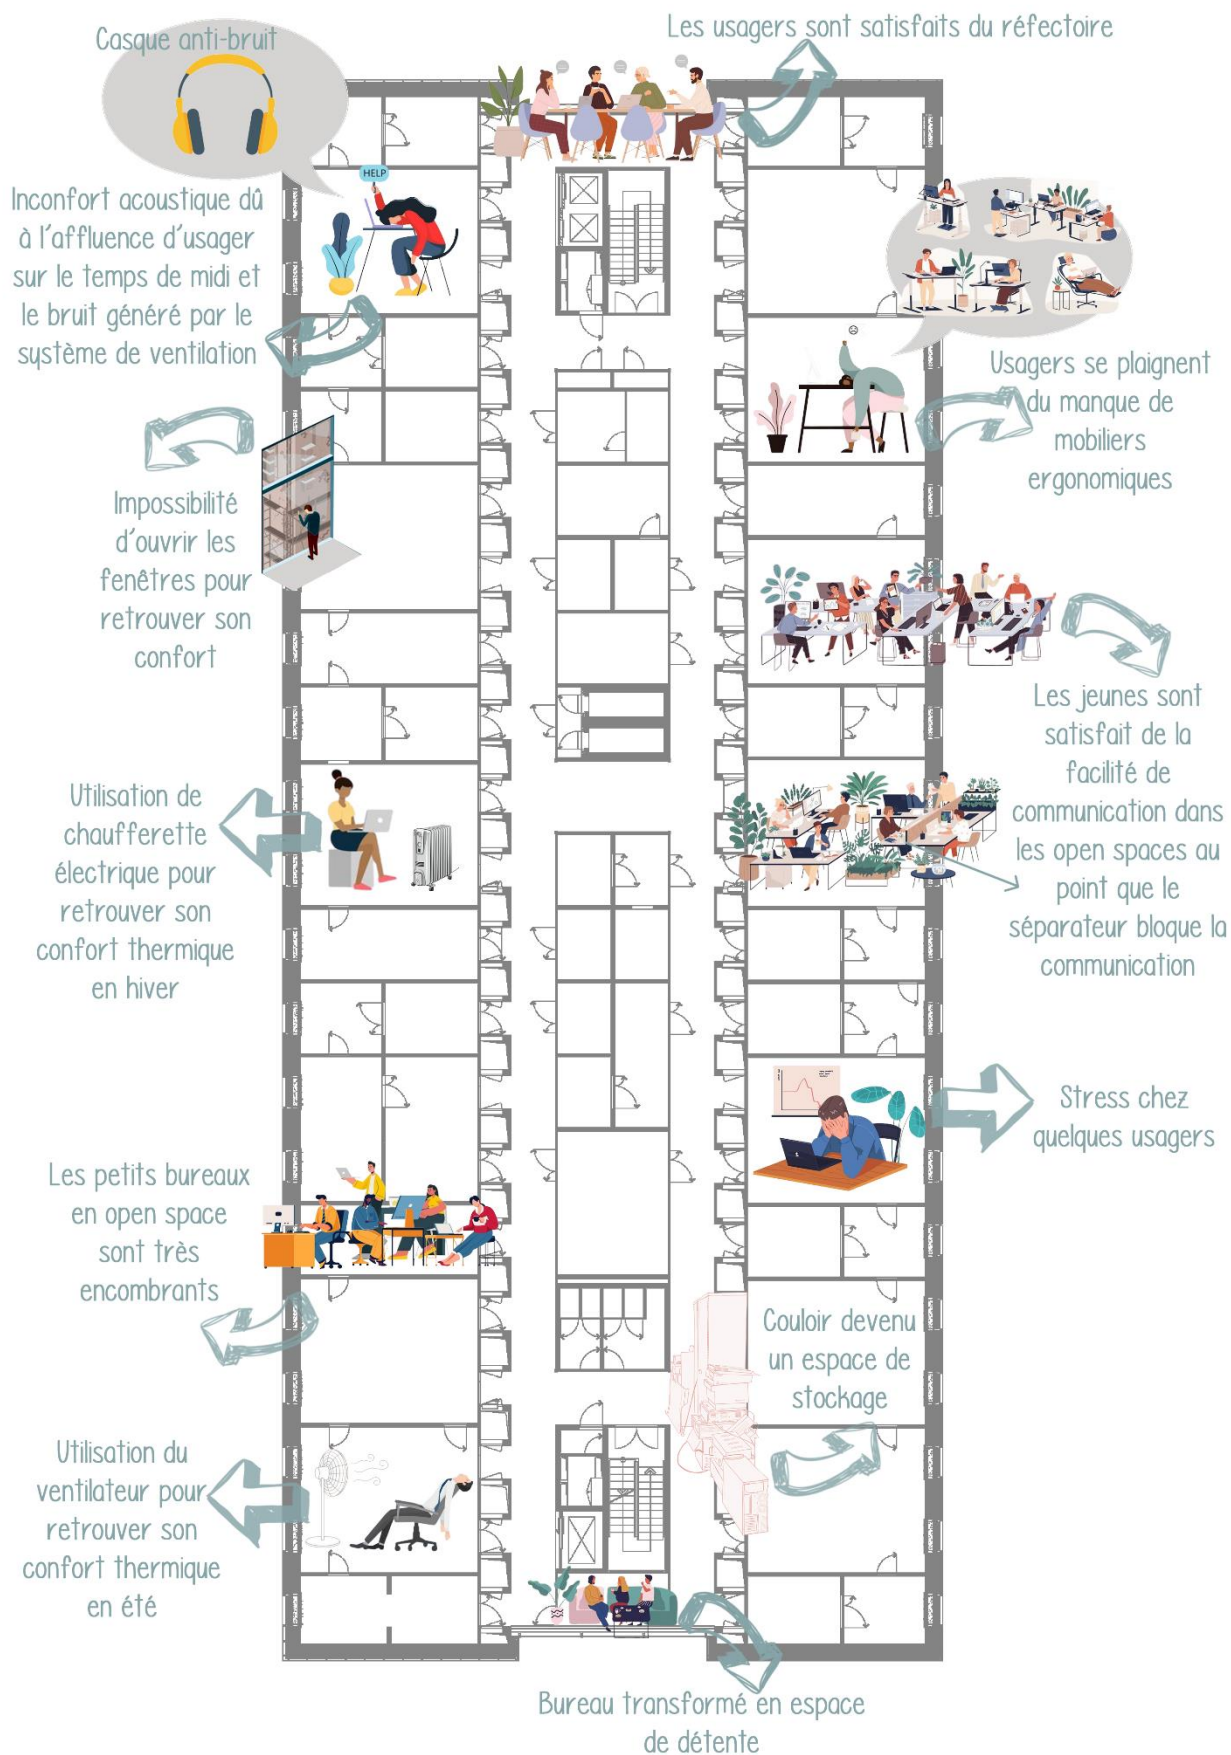 Casque anti-bruit
Les usagers sont satisfaits du réfectoire
HELP
Inconfort acoustique dû
à l'affluence d'usager
sur le temps de midi et
le bruit généré par le
système de ventilation
Usagers se plaignent
du manque de
mobiliers
ergonomiques
Impossibilité
d'ouvrir les
fenêtres pour
retrouver son
confort
Les jeunes sont
satisfait de la
facilité de
communication dans
les open spaces au
point que le
séparateur bloque la
communication
Utilisation de
chaufferette
électrique pour
retrouver son
confort thermique
en hiver
Stress chez
quelques usagers
Les petits bureaux
en open space
sont très
encombrants
Couloir devenu
un espace de
stockage
Utilisation du
ventilateur pour
retrouver son
confort thermique
en été
Bureau transformé en espace
de détente